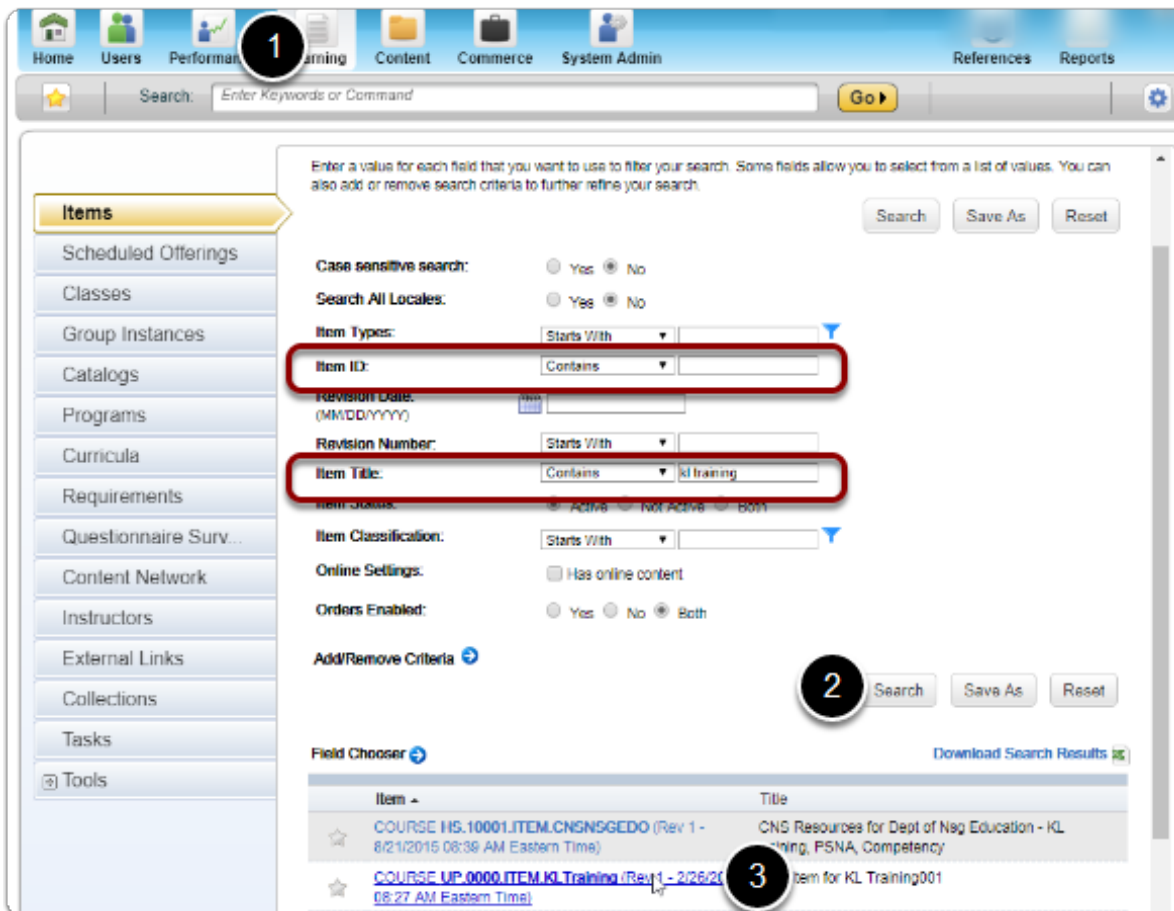 Home Users Performan 1 rning Content Commerce System Admin References Reports
Search: Enter Keywords or Command Go
Enter a value for each field that you want to use to filter your search. Some fields allow you to select from a list of values. You can
also add or remove search criteria to further refine your search.
Search Save As Reset
Items
Scheduled Offerings
Classes
Group Instances
Catalogs
Programs
Curricula
Requirements
Questionnaire Surv...
Content Network
Instructors
External Links
Collections
Tasks
Tools
Case sensitive search: Yes No
Search All Locales: Yes No
Item Types: Starts With
Item ID: Contains
Revision Date:
(MM/DD/YYYY)
Revision Number: Starts With
Item Title: Contains kl training
Item Status: Active Not Active Both
Item Classification: Starts With
Online Settings: Has online content
Orders Enabled: Yes No Both
Add/Remove Criteria
2 Search Save As Reset
Field Chooser Download Search Results
Item Title
COURSE HS.10001.ITEM.CNSNSGEDO (Rev 1 - CNS Resources for Dept of Nsg Education - KL
8/21/2015 08:39 AM Eastern Time) ining, PSNA, Competency
COURSE UP.0000.ITEM.KLTraining (Rev 1 - 2/26/20 3 tem for KL Training001
08:27 AM Eastern Time)